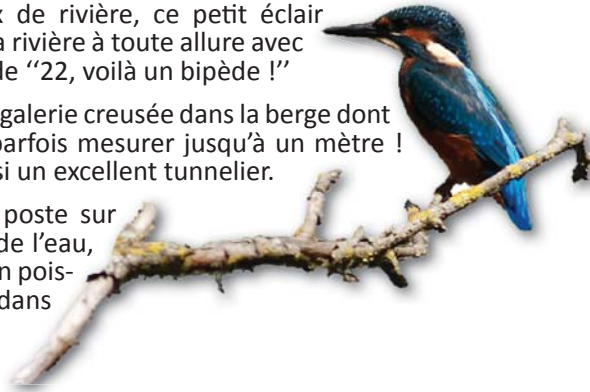 x de rivière, ce petit éclair
a rivière à toute allure avec
de ‘‘22, voilà un bipède !’’
galerie creusée dans la berge dont
parfois mesurer jusqu’à un mètre !
si un excellent tunnelier.
poste sur
de l’eau,
n pois-
dans